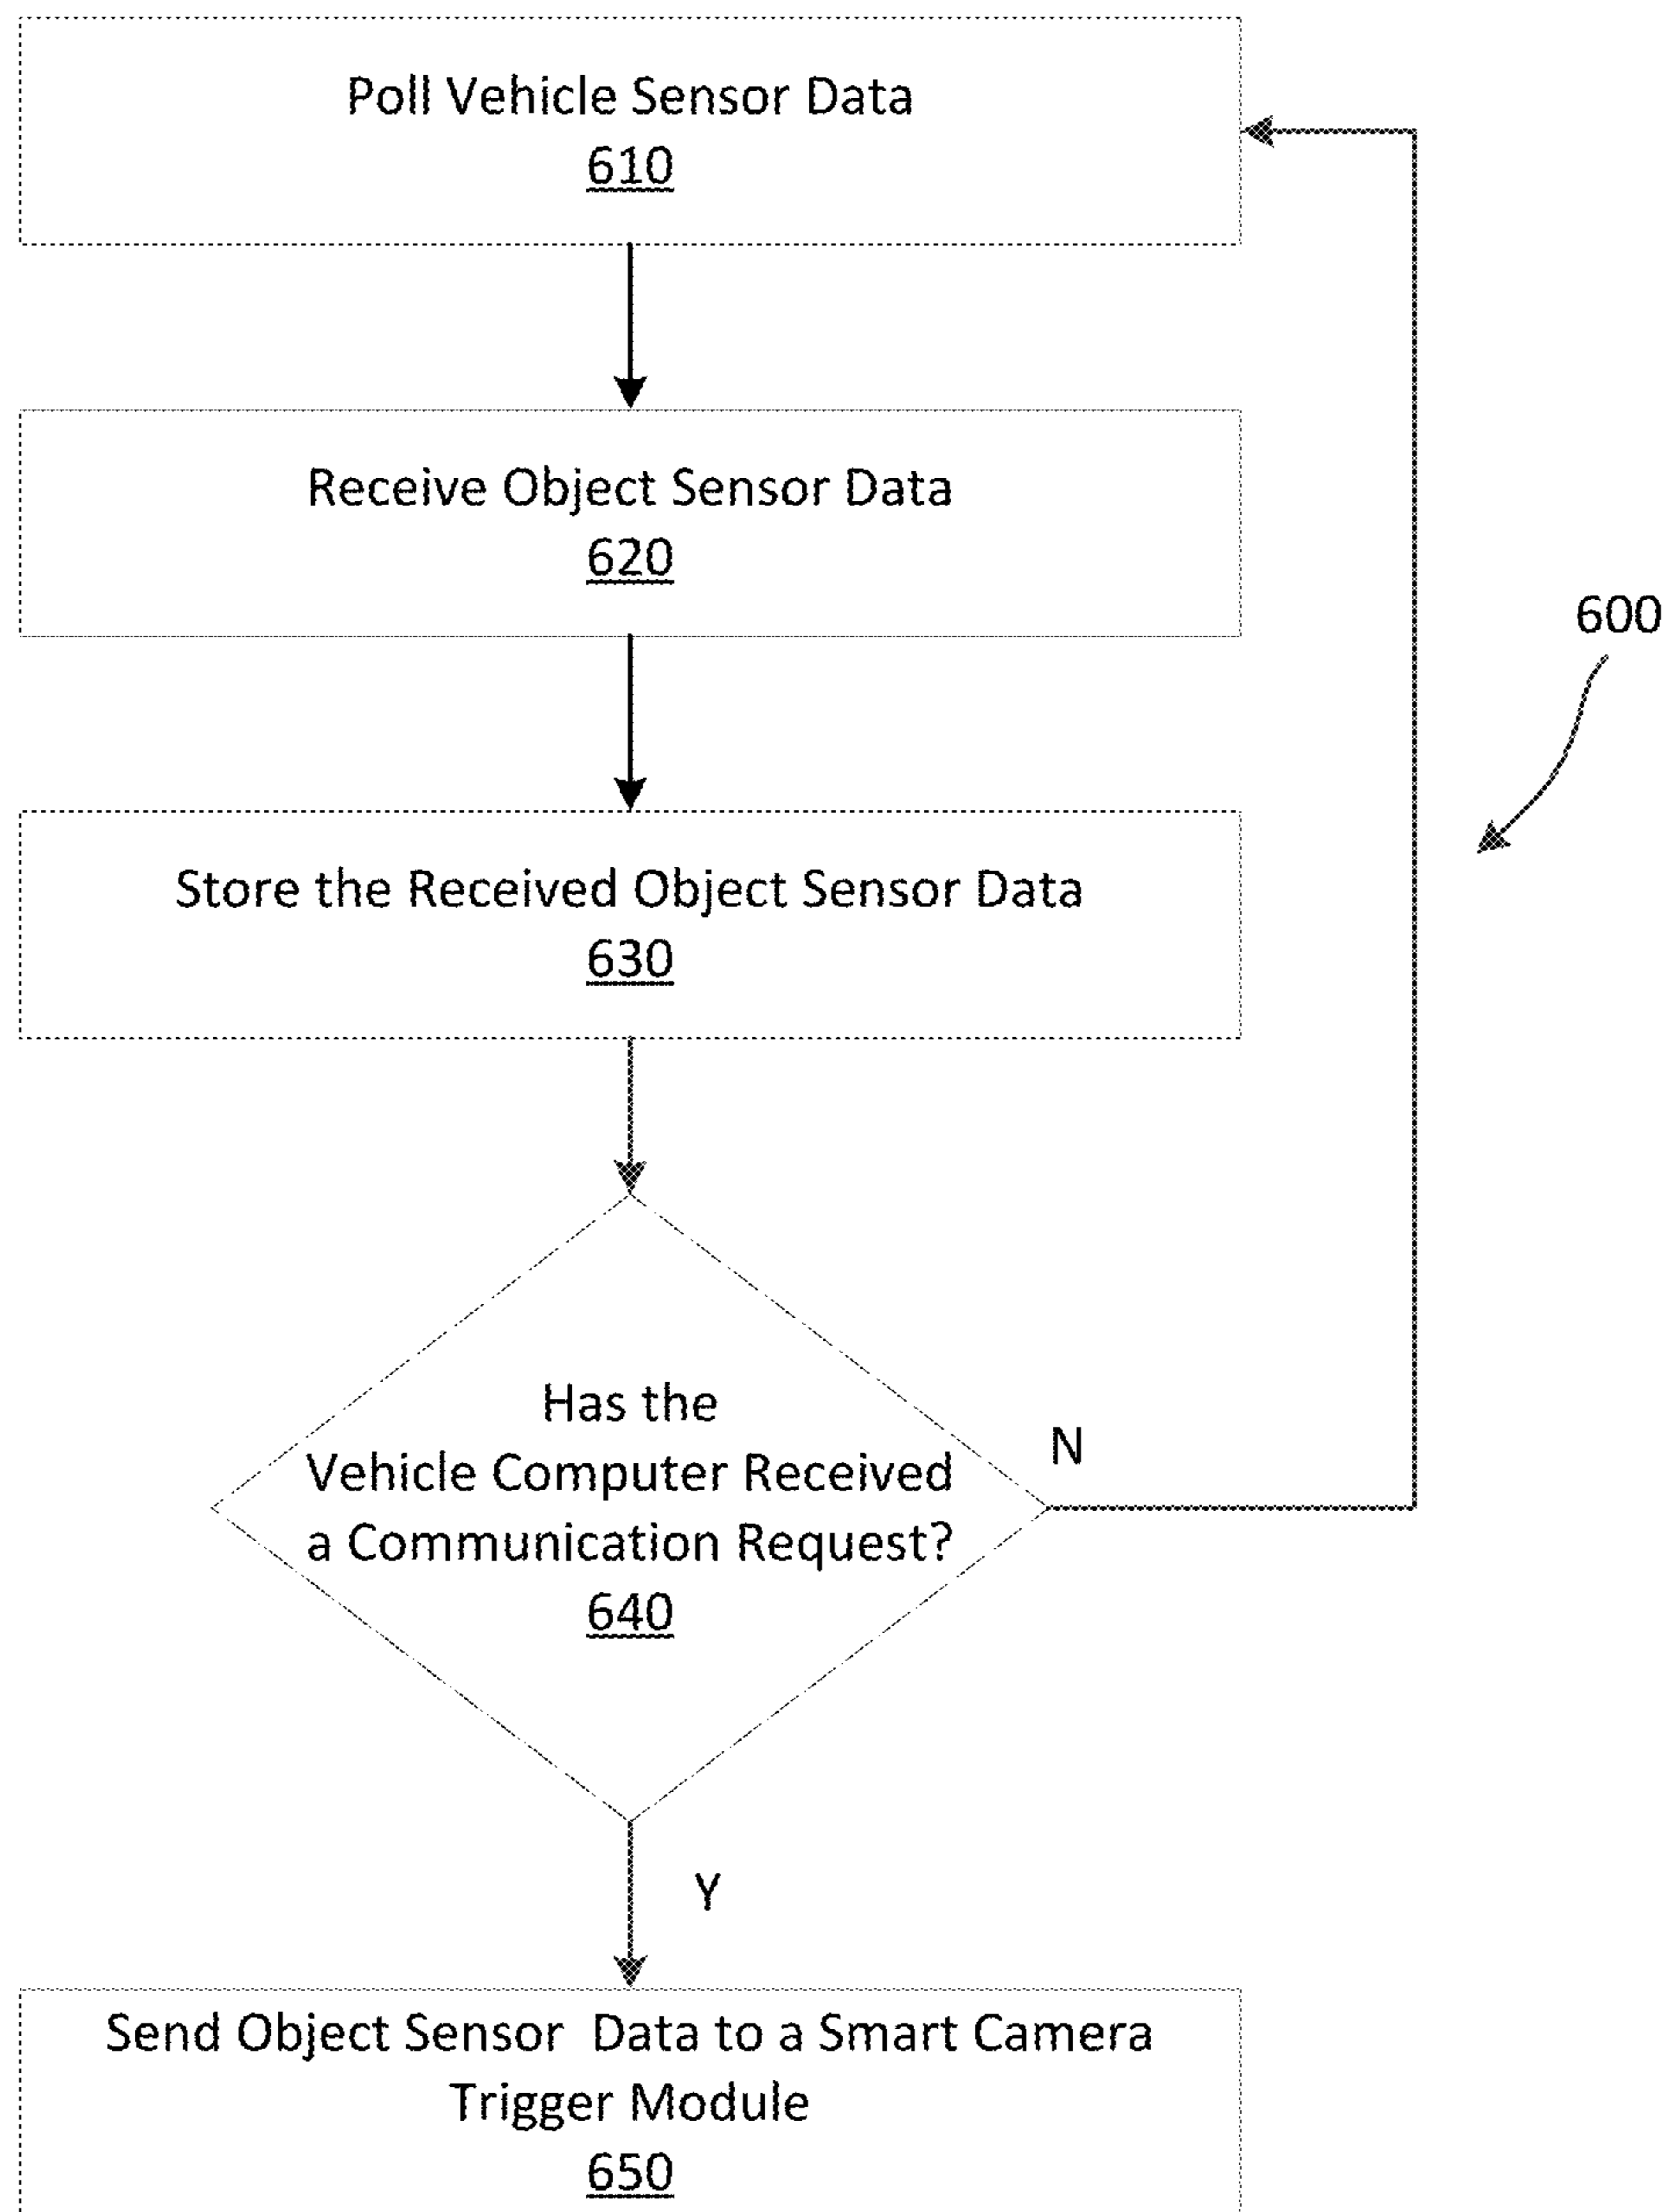 Poll Vehicle Sensor Data
610
Receive Object Sensor Data
620
600
Store the Received Object Sensor Data
630
Has the
Vehicle Computer Received
a Communication Request?
640
N
Y
Send Object Sensor Data to a Smart Camera
Trigger Module
650